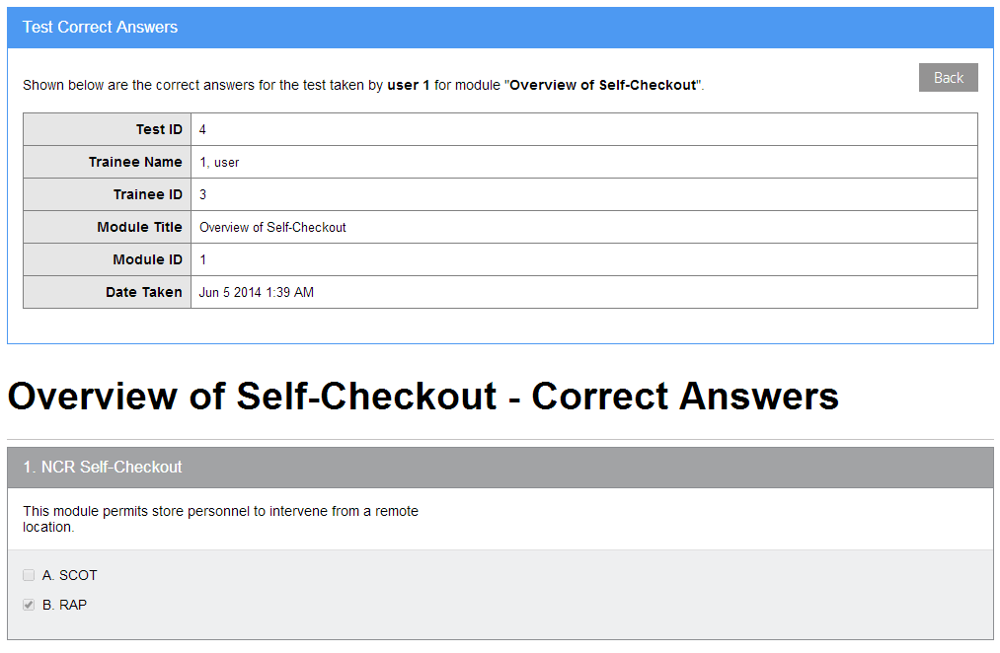 Test Correct Answers
Back
Shown below are the correct answers for the test taken by user 1 for module "Overview of Self-Checkout".
Test ID 4
Trainee Name 1, user
Trainee ID 3
Module Title Overview of Self-Checkout
Module ID 1
Date Taken Jun 5 2014 1:39 AM
Overview of Self-Checkout - Correct Answers
1. NCR Self-Checkout
This module permits store personnel to intervene from a remote
location.
A. SCOT
B. RAP